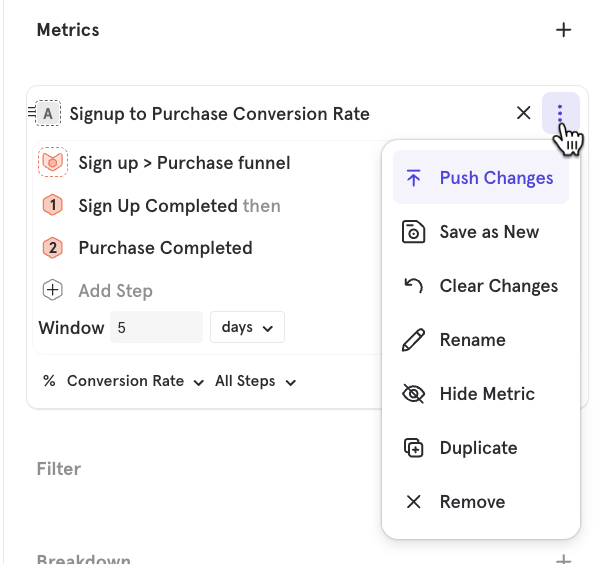 Metrics
A Signup to Purchase Conversion Rate
Sign up > Purchase funnel
1 Sign Up Completed then
2 Purchase Completed
Add Step
Window 5 days
% Conversion Rate All Steps
Push Changes
Save as New
Clear Changes
Rename
Hide Metric
Duplicate
Remove
Filter
Breakdown